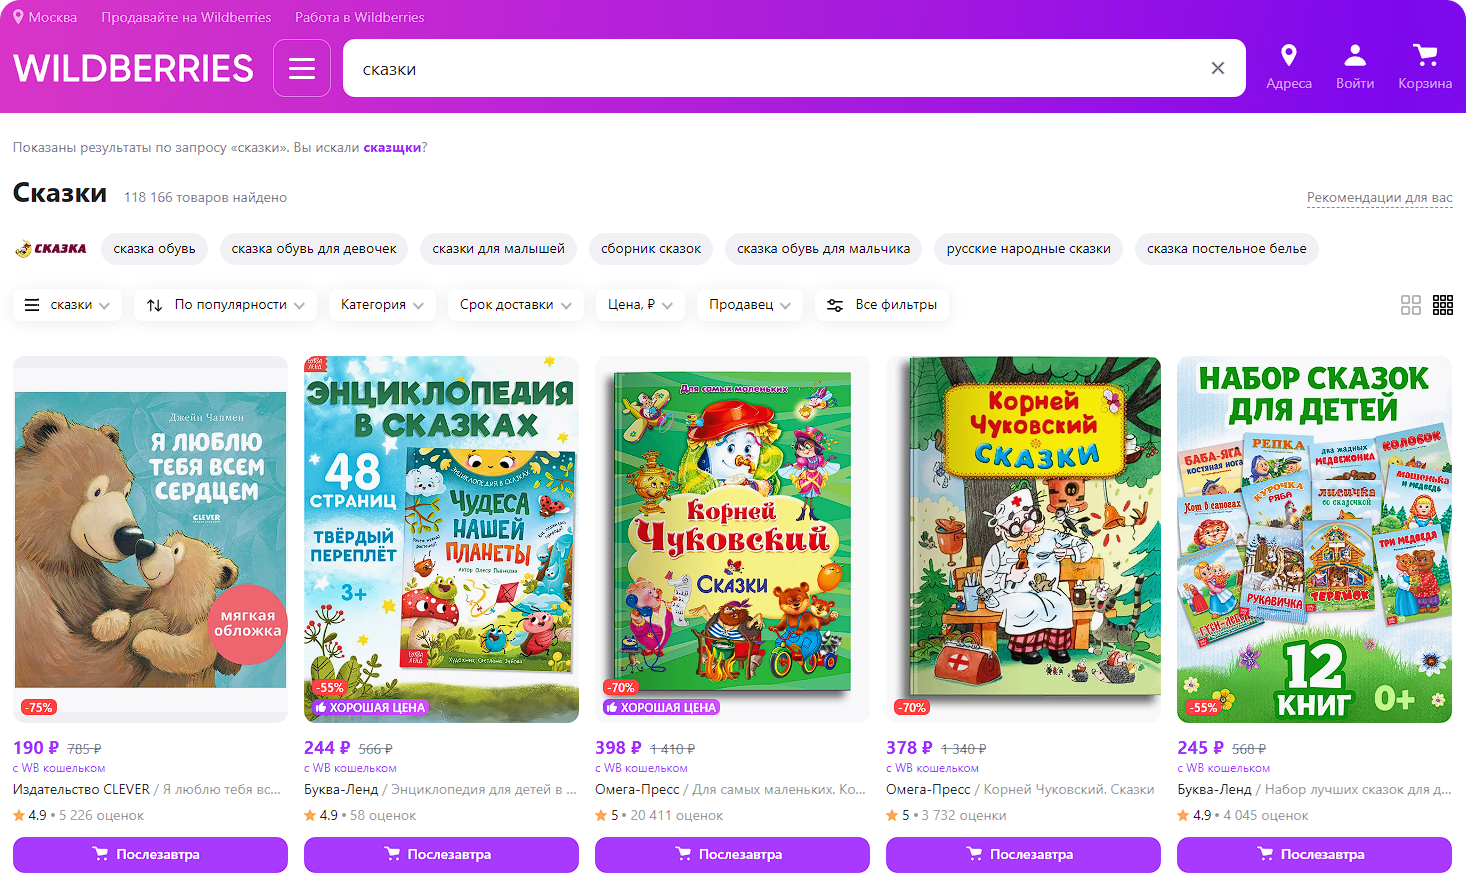 Москва Продавайте на Wildberries Работа в Wildberries
WILDBERRIES
сказки
Адреса Войти Корзина
Показаны результаты по запросу «сказки». Вы искали сказщки?
Сказки 118 166 товаров найдено
Рекомендации для вас
СКАЗКА сказка обувь сказка обувь для девочек сказки для малышей сборник сказок сказка обувь для мальчика русские народные сказки сказка постельное белье
сказки По популярности Категория Срок доставки Цена, ₽ Продавец Все фильтры
Джейн Чапмен
Я ЛЮБЛЮ
ТЕБЯ ВСЕМ
СЕРДЦЕМ
CLEVER
мягкая
обложка
-75%
190 ₽ 785 ₽
с WB кошельком
Издательство CLEVER / Я люблю тебя вс...
4.9 • 5 226 оценок
Послезавтра
БУКВА
ЛЕНД
ЭНЦИКЛОПЕДИЯ
В СКАЗКАХ
48
СТРАНИЦ
ТВЁРДЫЙ
ПЕРЕПЛЁТ
3+
ЭНЦИКЛОПЕДИЯ В СКАЗКАХ
ЧУДЕСА
НАШЕЙ
ПЛАНЕТЫ
БУКВА
ЛЕНД
-55%
ХОРОШАЯ ЦЕНА
244 ₽ 566 ₽
с WB кошельком
Буква-Ленд / Энциклопедия для детей в ...
4.9 • 58 оценок
Послезавтра
Для самых маленьких
Корней
Чуковский
Сказки
-70%
ХОРОШАЯ ЦЕНА
398 ₽ 1 410 ₽
с WB кошельком
Омега-Пресс / Для самых маленьких. Ко...
5 • 20 411 оценок
Послезавтра
Корней
Чуковский
СКАЗКИ
-70%
378 ₽ 1 340 ₽
с WB кошельком
Омега-Пресс / Корней Чуковский. Сказки
5 • 3 732 оценки
Послезавтра
НАБОР СКАЗОК
ДЛЯ ДЕТЕЙ
БАБА-ЯГА
КОСТЯНАЯ НОГА
РЕПКА
ДВА ЖАДНЫХ
МЕДВЕЖОНКА
КОЛОБОК
Кот в сапогах
КУРОЧКА
РЯБА
ЛИСИЧКА
СО СКАЛОЧКОЙ
Машенька
и медведь
ГУСИ-ЛЕБЕДИ
РУКАВИЧКА
ТЕРЕМОК
ТРИ МЕДВЕДЯ
12
КНИГ
0+
-55%
245 ₽ 568 ₽
с WB кошельком
Буква-Ленд / Набор лучших сказок для д...
4.9 • 4 045 оценок
Послезавтра